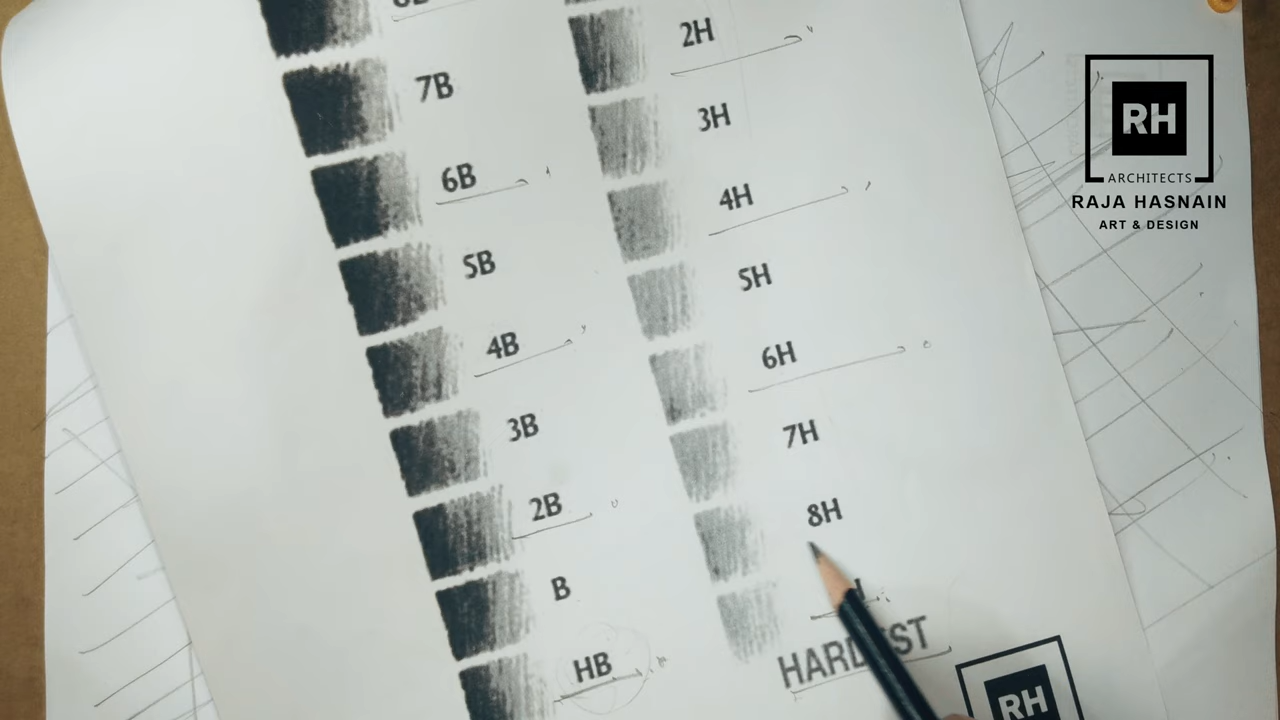 7B
6B
5B
4B
3B
2B
B
HB
2H
3H
4H
5H
6H
7H
8H
HARDEST
RH
RH
ARCHITECTS
RAJA HASNAIN
ART & DESIGN